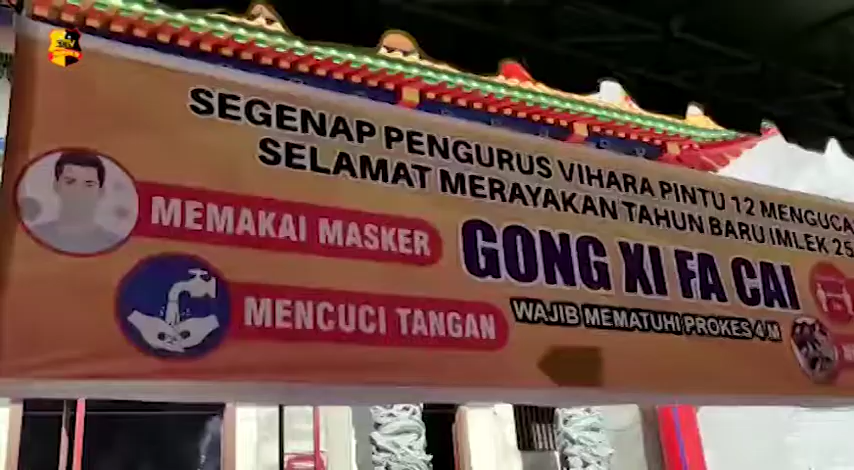 SEGENAP PENGURUS VIHARA PINTU 12 MENGUCA
SELAMAT MERAYAKAN TAHUN BARU IMLEK 25
MEMAKAI MASKER
GONG XI FA CAI
MENCUCI TANGAN
WAJIB MEMATUHI PROKES 4 M